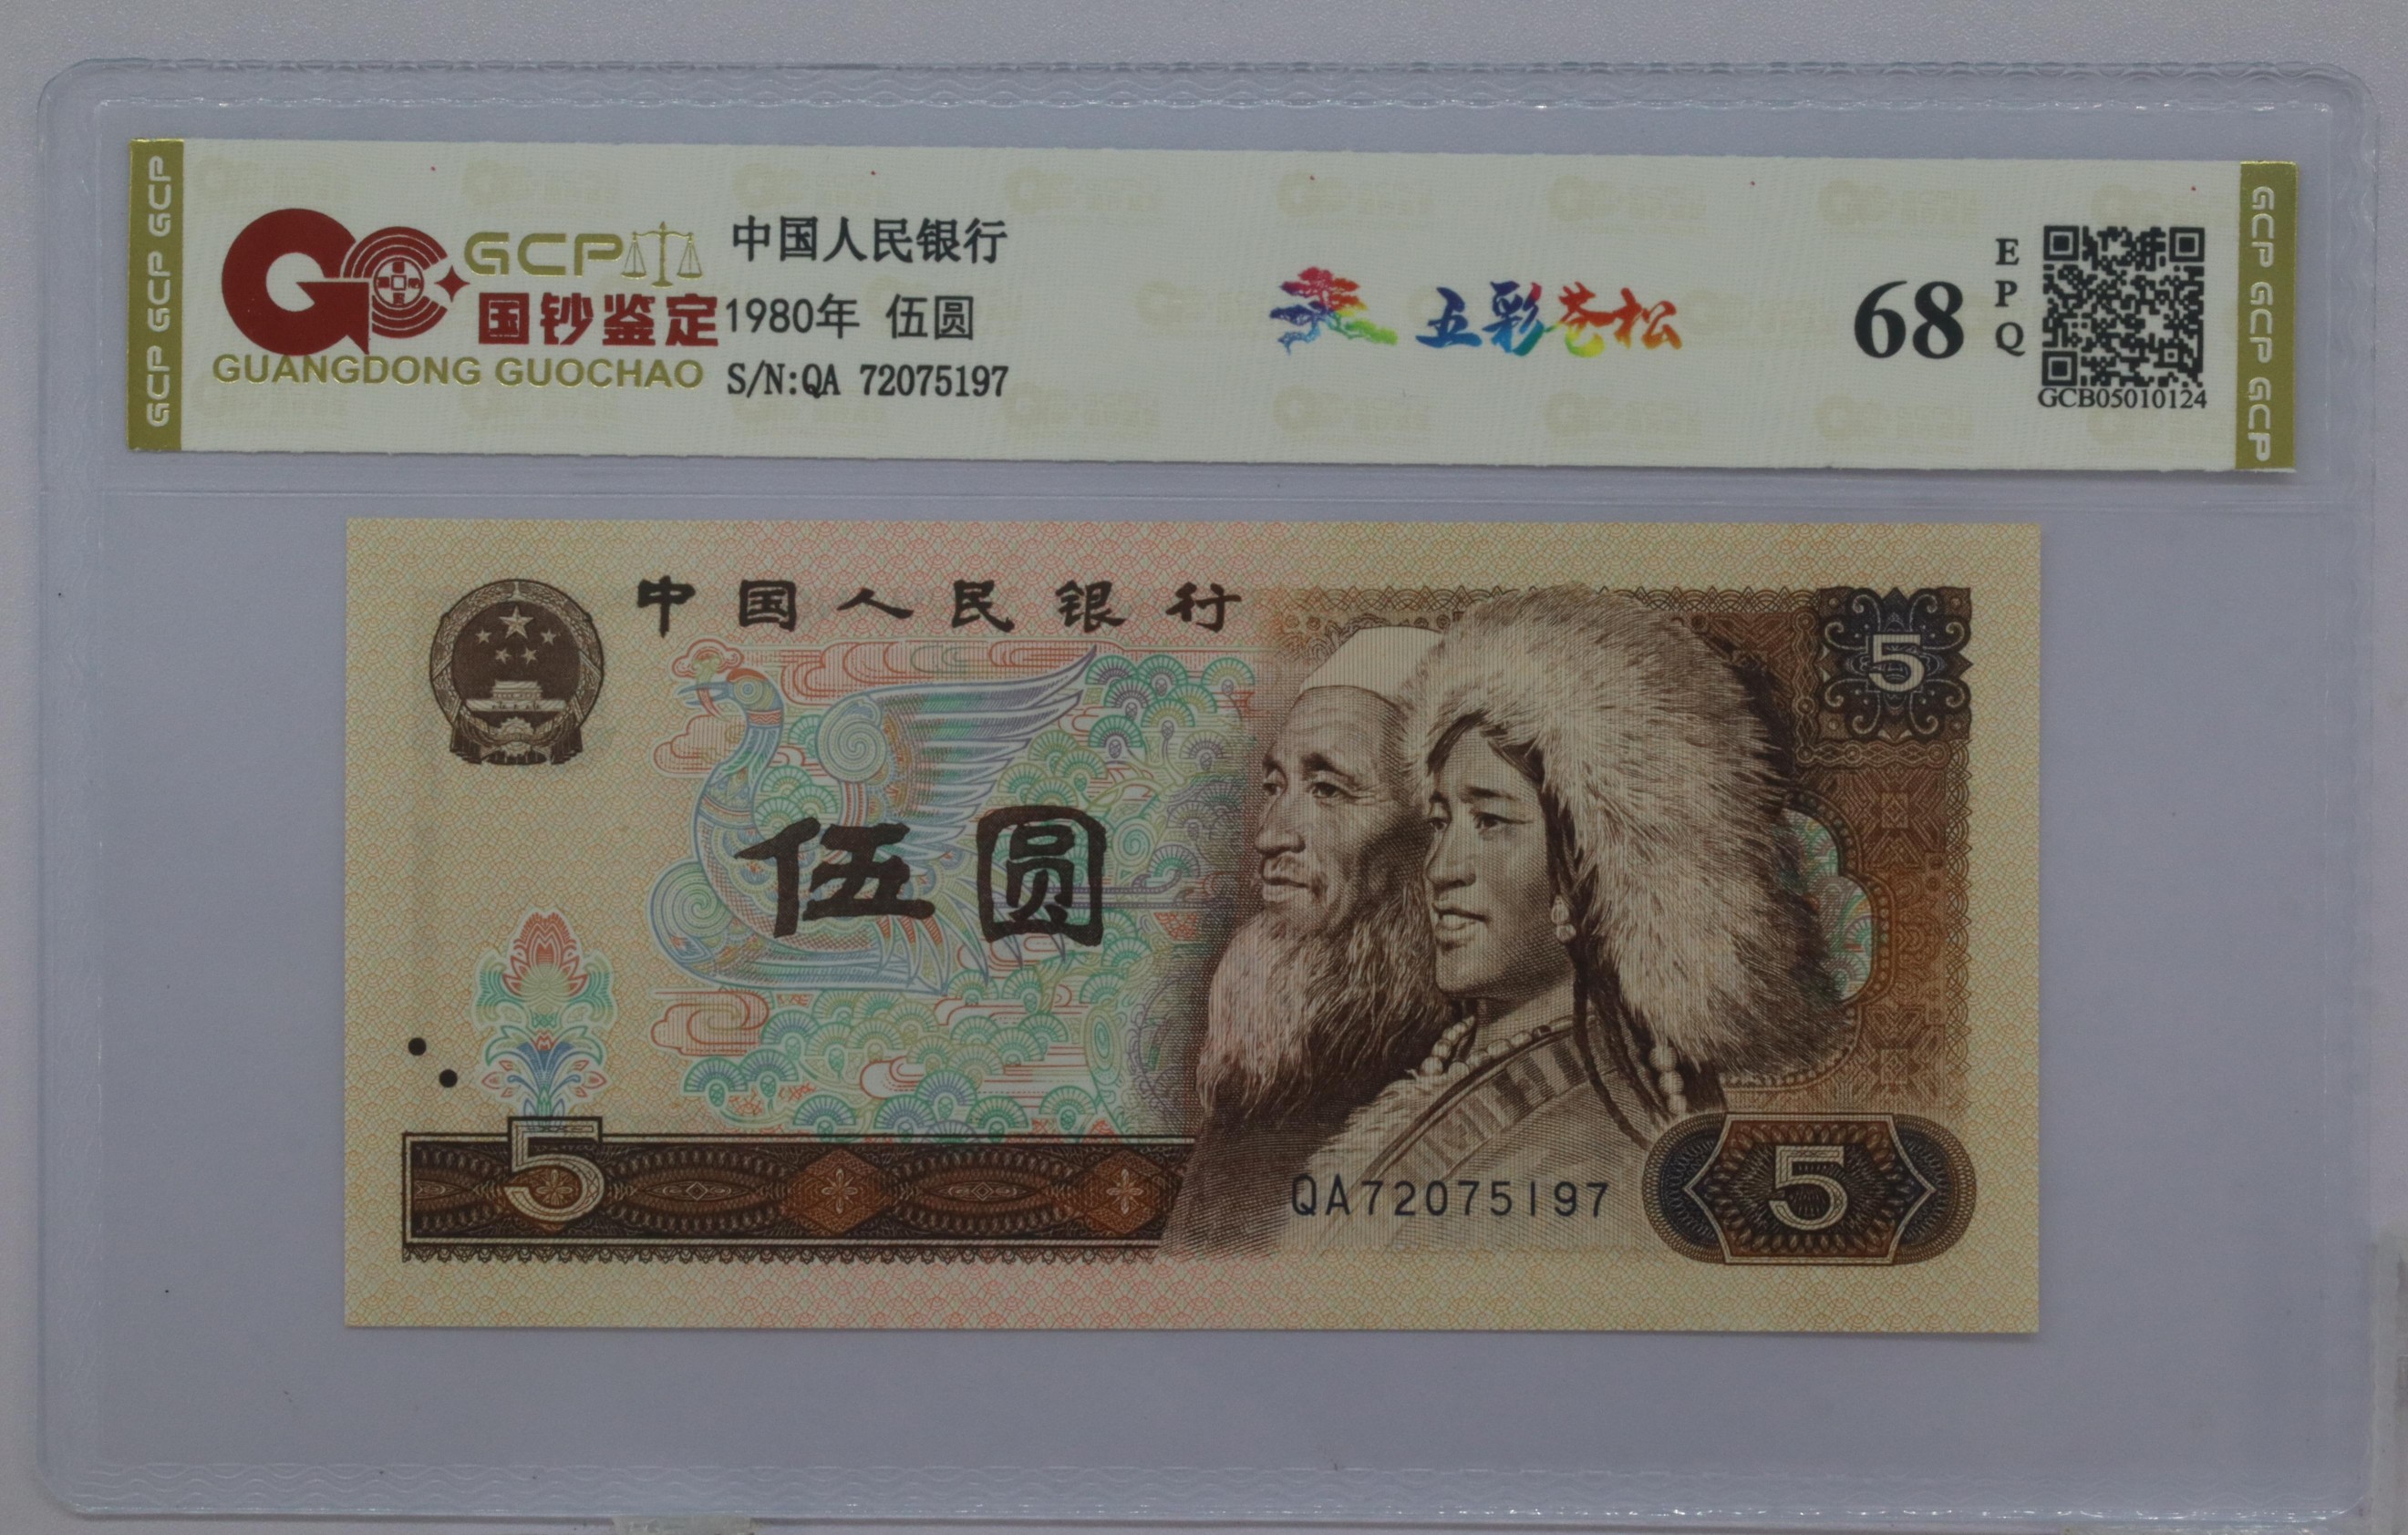 GCP GCP GCP
GCP
国钞鉴定
GUANGDONG GUOCHAO
中国人民银行
1980年 伍圆
S/N:QA 72075197
五彩苍松
68
EPQ
GCB05010124
GCP GCP GCP
中国人民银行
5
伍圆
5
QA72075197
5